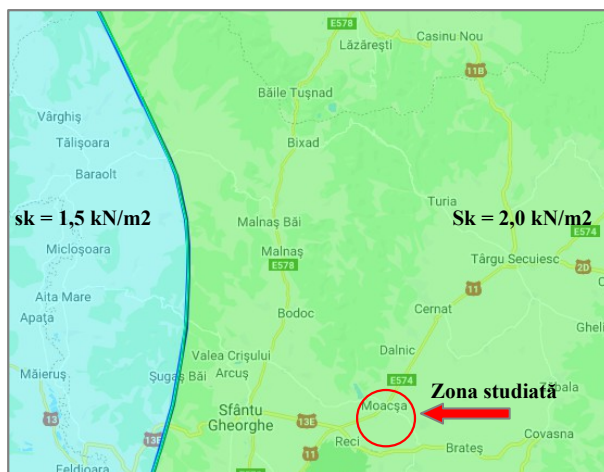 E578
Lăzărești
Casinu Nou
11B
Băile Tușnad
Vârghiș
Tălișoara
Bixad
Baraolt
Turia
sk = 1,5 kN/m2
Malnaș Băi
Sk = 2,0 kN/m2
E574
Micloșoara
Malnaș
E578
Târgu Secuiesc
2D
11
Aita Mare
Bodoc
Cernat
Apața
Gheli
Dalnic
Valea Crișului
Arcuș
Măieruș
Șugaș Băi
E574
Zona studiată
Zăbala
Moacșa
13
Sfântu
Gheorghe
13E
13E
Reci
Covasna
11
Brateș
Feldioara